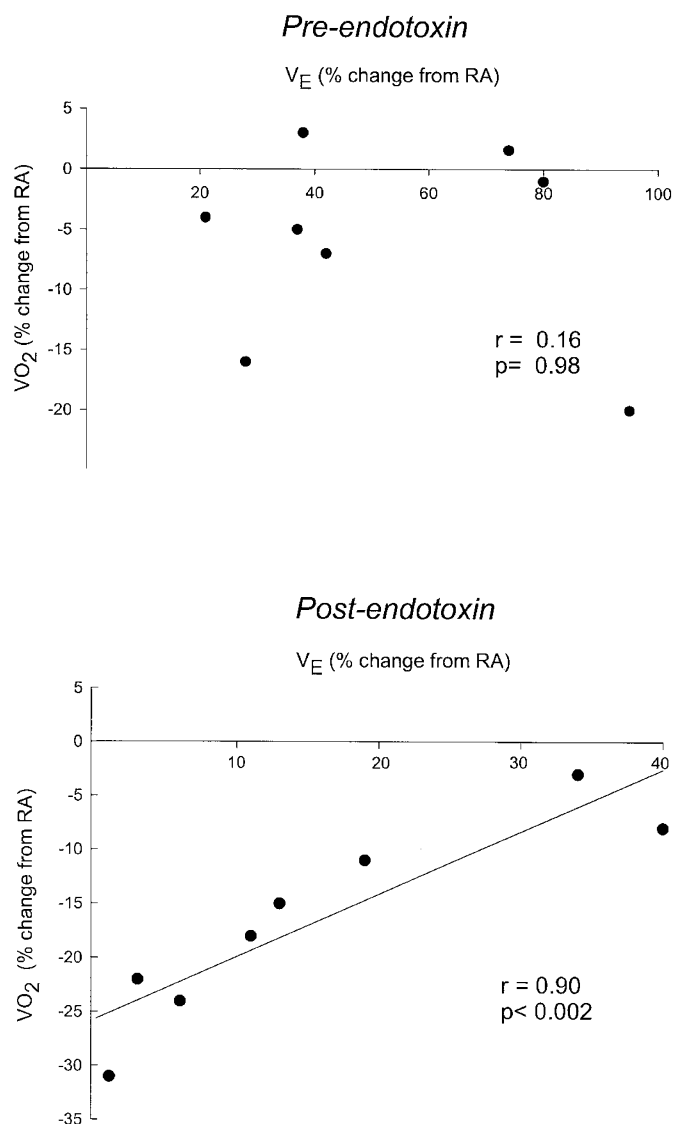 Pre-endotoxin
VE (% change from RA)
5
0
20
40
60
80
100
-5
-10
-15
-20
VO2 (% change from RA)
r = 0.16
p= 0.98
Post-endotoxin
VE (% change from RA)
5
0
10
20
30
40
-5
-10
-15
-20
-25
-30
-35
VO2 (% change from RA)
r = 0.90
p< 0.002